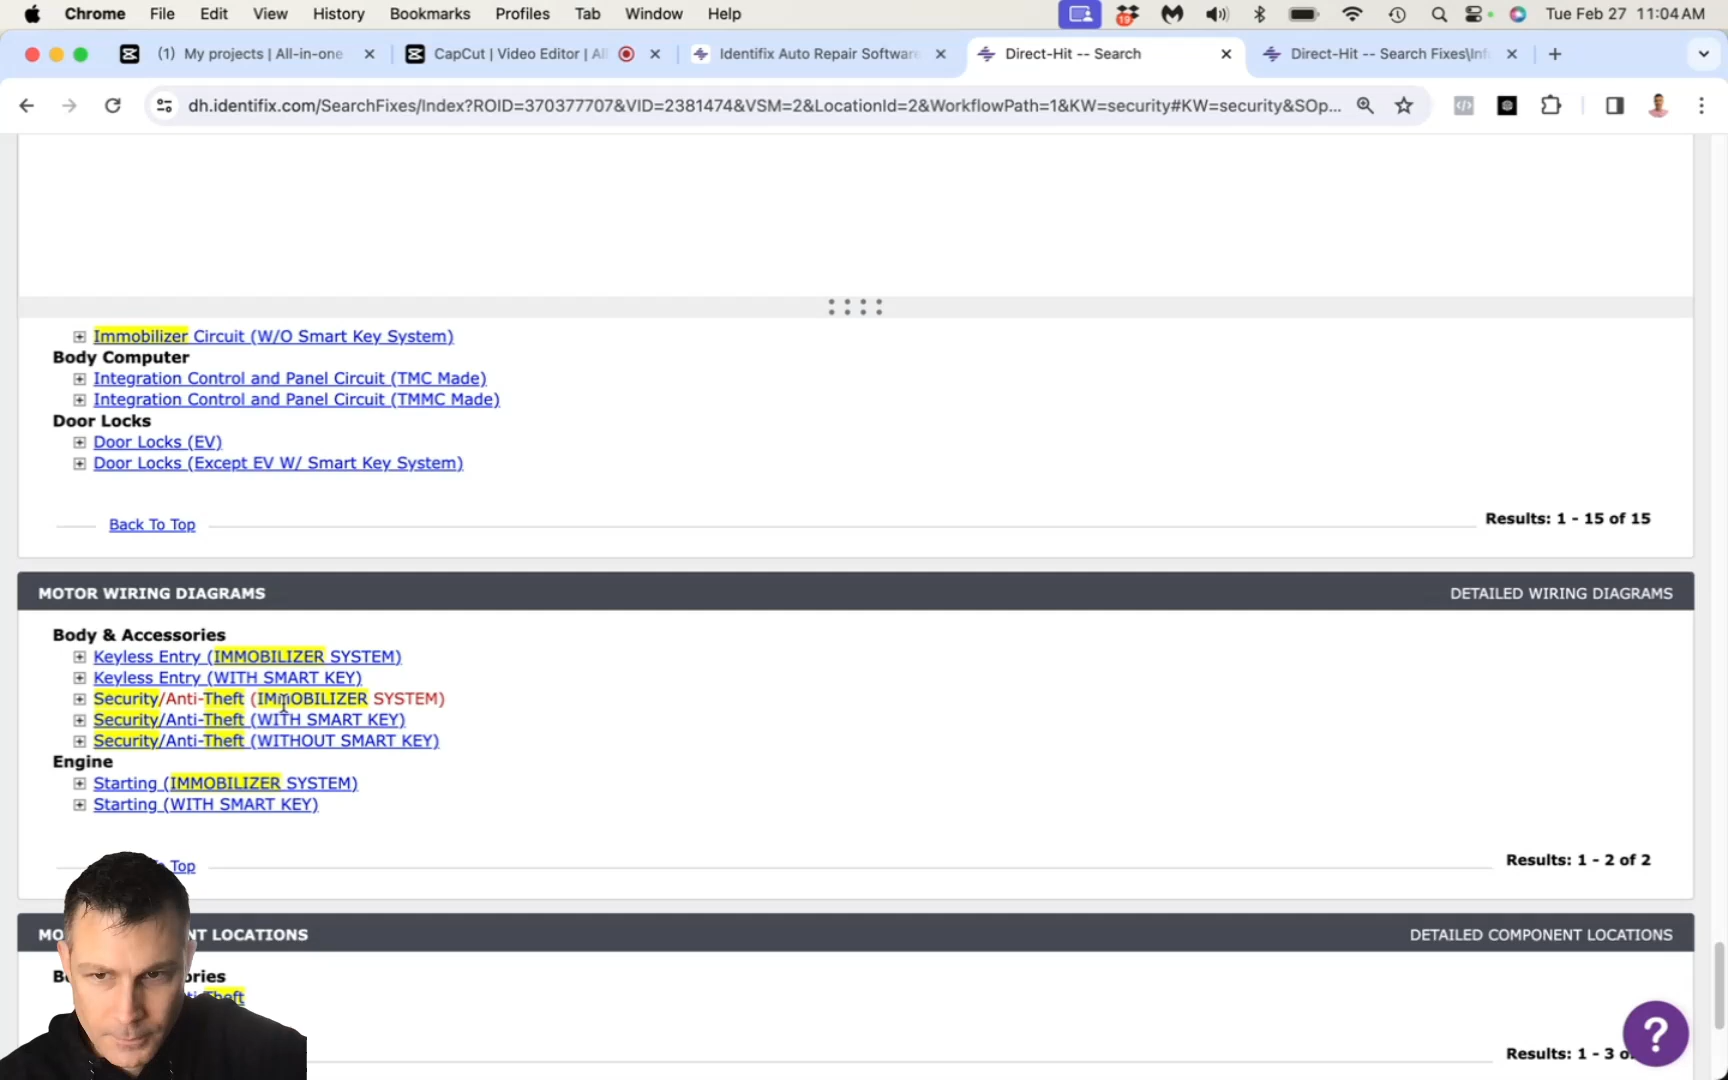 Chrome File Edit View History Bookmarks Profiles Tab Window Help 19 Tue Feb 27 11:04 AM
(1) My projects | All-in-one CapCut | Video Editor | All Identifix Auto Repair Software Direct-Hit -- Search Direct-Hit -- Search Fixes\Inf
dh.identifix.com/SearchFixes/Index?ROID=370377707&VID=2381474&VSM=2&LocationId=2&WorkflowPath=1&KW=security#KW=security&SOp...
Immobilizer Circuit (W/O Smart Key System)
Body Computer
Integration Control and Panel Circuit (TMC Made)
Integration Control and Panel Circuit (TMMC Made)
Door Locks
Door Locks (EV)
Door Locks (Except EV W/ Smart Key System)
Back To Top Results: 1 - 15 of 15
MOTOR WIRING DIAGRAMS DETAILED WIRING DIAGRAMS
Body & Accessories
Keyless Entry (IMMOBILIZER SYSTEM)
Keyless Entry (WITH SMART KEY)
Security/Anti-Theft (IMMOBILIZER SYSTEM)
Security/Anti-Theft (WITH SMART KEY)
Security/Anti-Theft (WITHOUT SMART KEY)
Engine
Starting (IMMOBILIZER SYSTEM)
Starting (WITH SMART KEY)
Top Results: 1 - 2 of 2
MO NT LOCATIONS DETAILED COMPONENT LOCATIONS
B ries
Theft
?
Results: 1 - 3 o